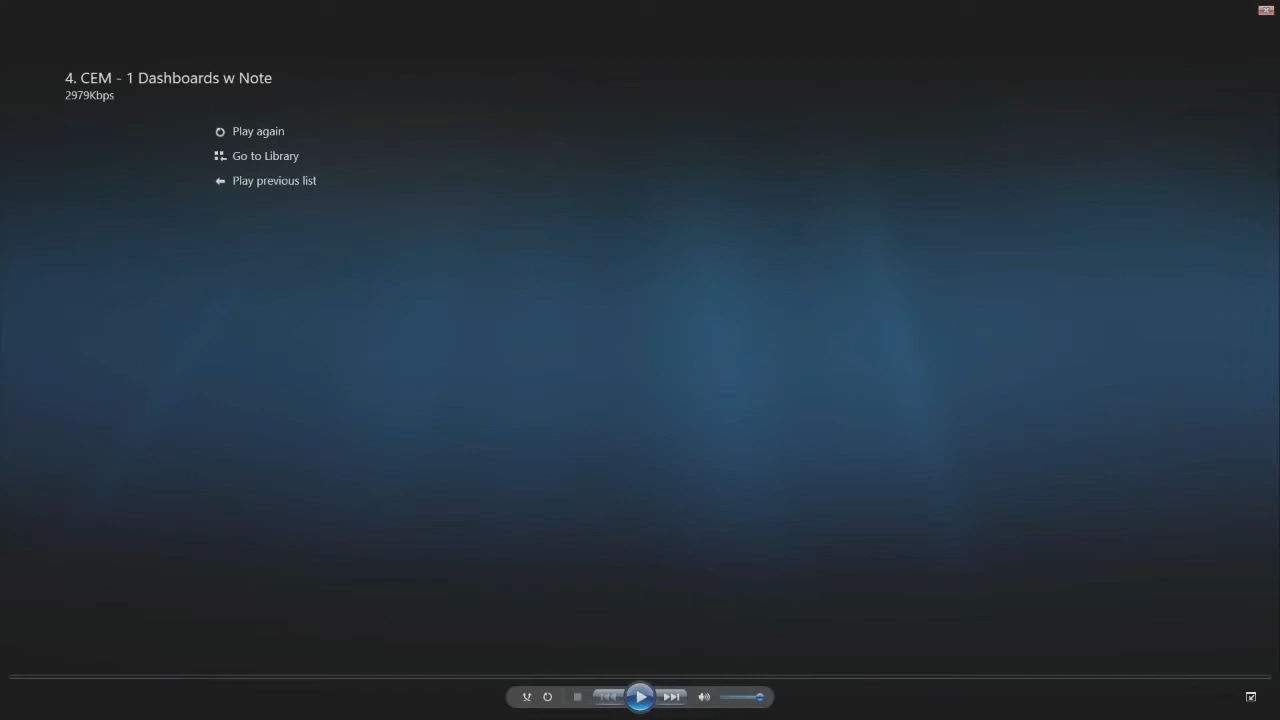 4. CEM - 1 Dashboards w Note
2979Kbps
Play again
Go to Library
Play previous list